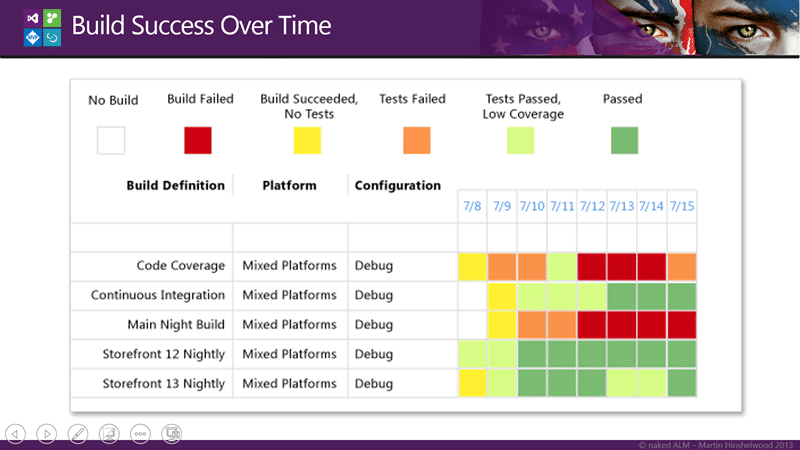 Build Success Over Time
No Build
Build Failed
Build Succeeded,
No Tests
Tests Failed
Tests Passed,
Low Coverage
Passed
Build Definition Platform Configuration
7/8 7/9 7/10 7/11 7/12 7/13 7/14 7/15
Code Coverage Mixed Platforms Debug
Continuous Integration Mixed Platforms Debug
Main Night Build Mixed Platforms Debug
Storefront 12 Nightly Mixed Platforms Debug
Storefront 13 Nightly Mixed Platforms Debug
© naked ALM – Martin Hinshelwood 2013